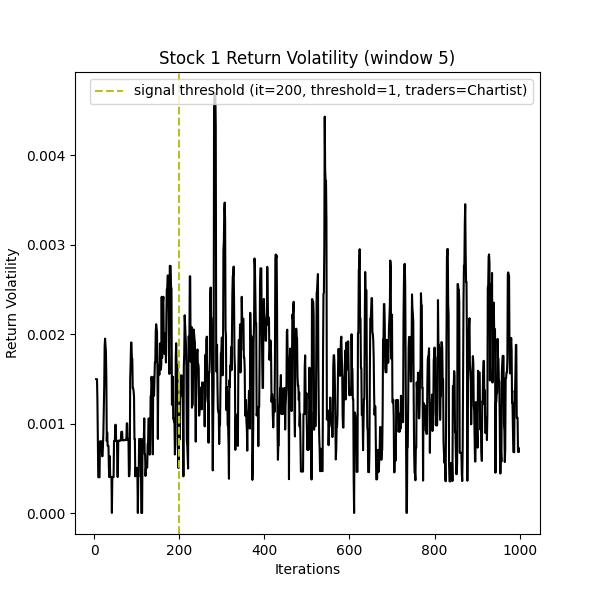 Stock 1 Return Volatility (window 5)
signal threshold (it=200, threshold=1, traders=Chartist)
Return Volatility
0.004
0.003
0.002
0.001
0.000
0 200 400 600 800 1000
Iterations